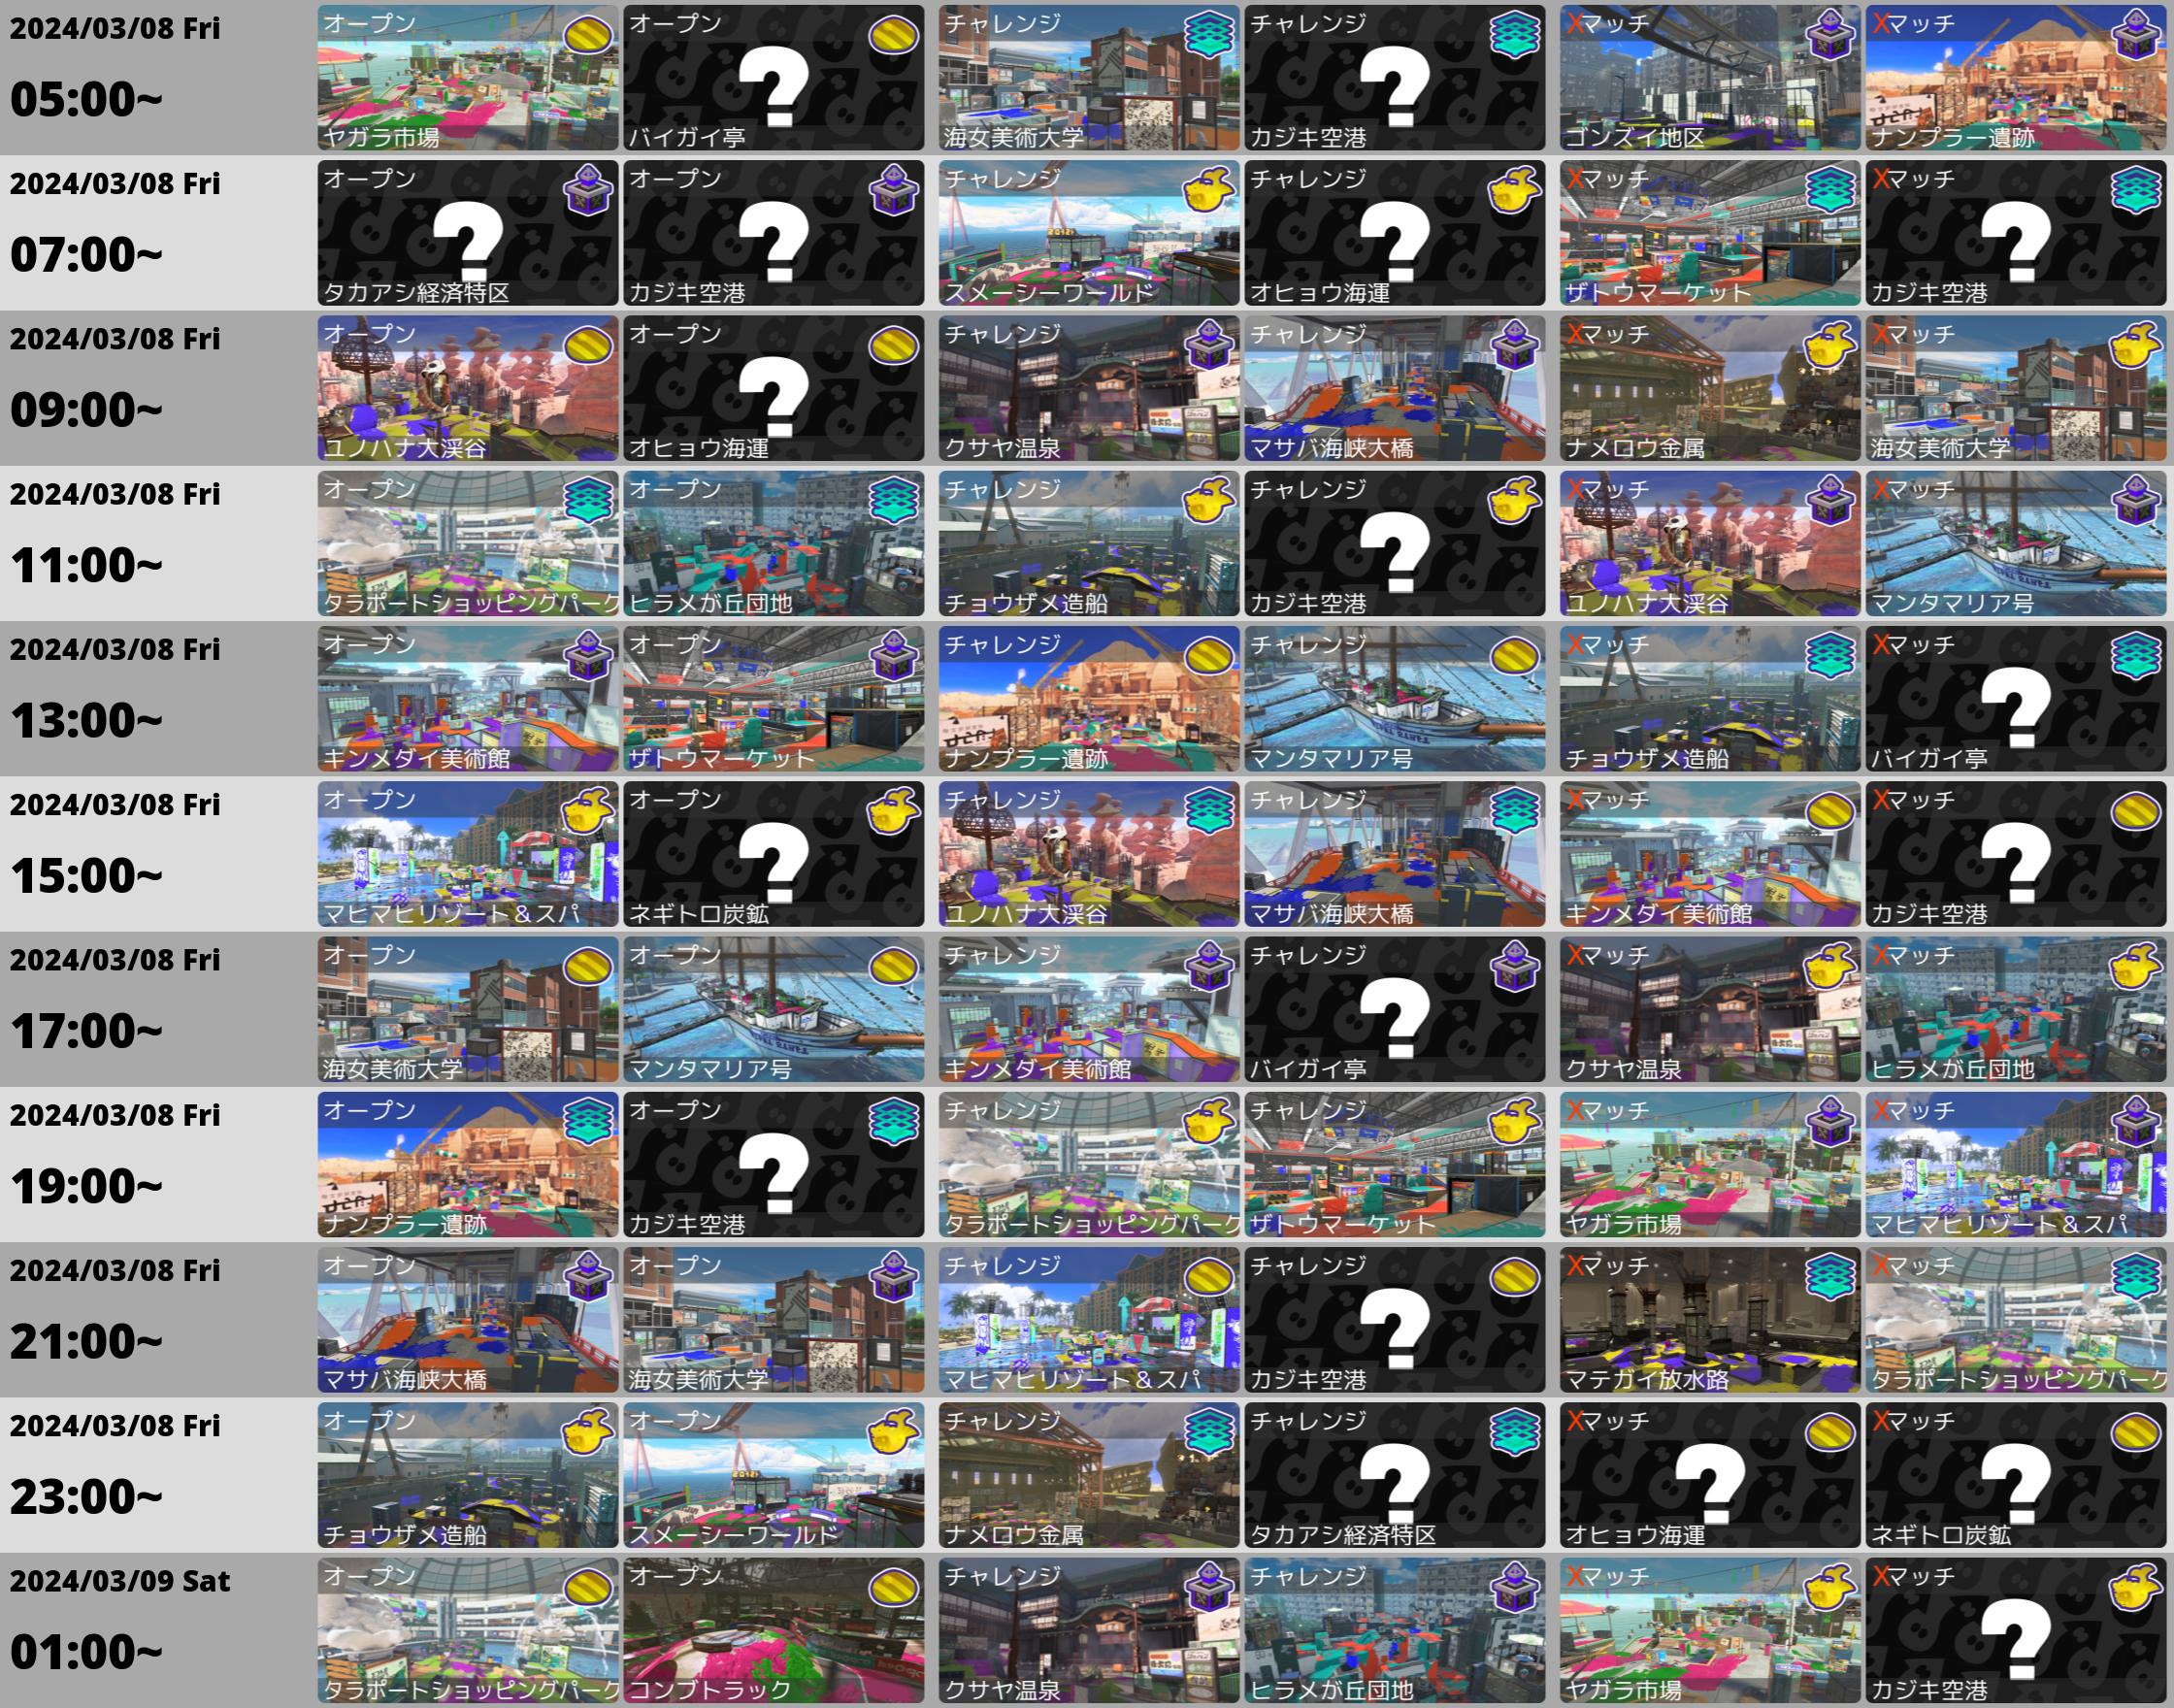 2024/03/08 Fri
05:00~
オープン ヤガラ市場
オープン バイガイ亭
チャレンジ 海女美術大学
チャレンジ カジキ空港
Xマッチ ゴンズイ地区
Xマッチ ナンプラー遺跡
2024/03/08 Fri
07:00~
オープン タカアシ経済特区
オープン カジキ空港
チャレンジ スメーシーワールド
チャレンジ オヒョウ海運
Xマッチ ザトウマーケット
Xマッチ カジキ空港
2024/03/08 Fri
09:00~
オープン ユノハナ大渓谷
オープン オヒョウ海運
チャレンジ クサヤ温泉
チャレンジ マサバ海峡大橋
Xマッチ ナメロウ金属
Xマッチ 海女美術大学
2024/03/08 Fri
11:00~
オープン タラポートショッピングパーク
オープン ヒラメが丘団地
チャレンジ チョウザメ造船
チャレンジ カジキ空港
Xマッチ ユノハナ大渓谷
Xマッチ マンタマリア号
2024/03/08 Fri
13:00~
オープン キンメダイ美術館
オープン ザトウマーケット
チャレンジ ナンプラー遺跡
チャレンジ マンタマリア号
Xマッチ チョウザメ造船
Xマッチ バイガイ亭
2024/03/08 Fri
15:00~
オープン マヒマヒリゾート＆スパ
オープン ネギトロ炭鉱
チャレンジ ユノハナ大渓谷
チャレンジ マサバ海峡大橋
Xマッチ キンメダイ美術館
Xマッチ カジキ空港
2024/03/08 Fri
17:00~
オープン 海女美術大学
オープン マンタマリア号
チャレンジ キンメダイ美術館
チャレンジ バイガイ亭
Xマッチ クサヤ温泉
Xマッチ ヒラメが丘団地
2024/03/08 Fri
19:00~
オープン ナンプラー遺跡
オープン カジキ空港
チャレンジ タラポートショッピングパーク
チャレンジ ザトウマーケット
Xマッチ ヤガラ市場
Xマッチ マヒマヒリゾート＆スパ
2024/03/08 Fri
21:00~
オープン マサバ海峡大橋
オープン 海女美術大学
チャレンジ マヒマヒリゾート＆スパ
チャレンジ カジキ空港
Xマッチ マテガイ放水路
Xマッチ タラポートショッピングパーク
2024/03/08 Fri
23:00~
オープン チョウザメ造船
オープン スメーシーワールド
チャレンジ ナメロウ金属
チャレンジ タカアシ経済特区
Xマッチ オヒョウ海運
Xマッチ ネギトロ炭鉱
2024/03/09 Sat
01:00~
オープン タラポートショッピングパーク
オープン コンブトラック
チャレンジ クサヤ温泉
チャレンジ ヒラメが丘団地
Xマッチ ヤガラ市場
Xマッチ カジキ空港